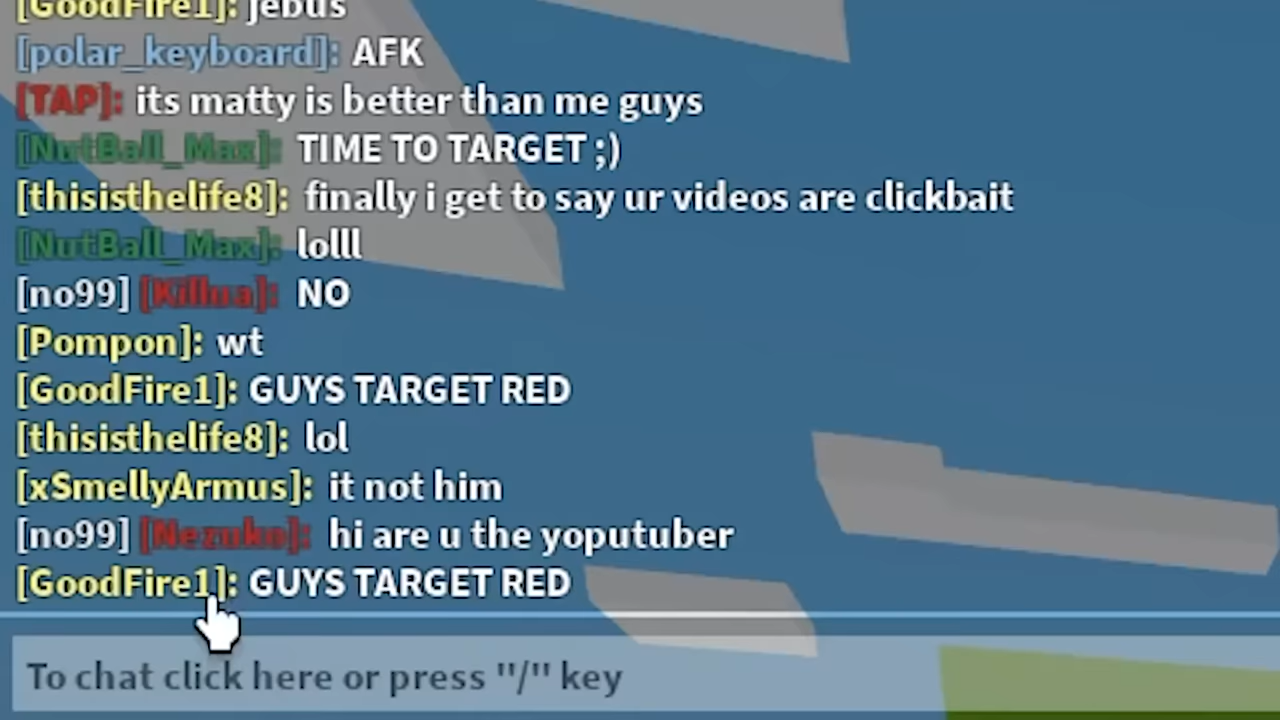 [GoodFire1]: jebus
[polar_keyboard]: AFK
[TAP]: its matty is better than me guys
[NutBall_Max]: TIME TO TARGET ;)
[thisisthelife8]: finally i get to say ur videos are clickbait
[NutBall_Max]: lolll
[no99] [Killua]: NO
[Pompon]: wt
[GoodFire1]: GUYS TARGET RED
[thisisthelife8]: lol
[xSmellyArmus]: it not him
[no99] [Nezuko]: hi are u the yoputuber
[GoodFire1]: GUYS TARGET RED
To chat click here or press "/" key